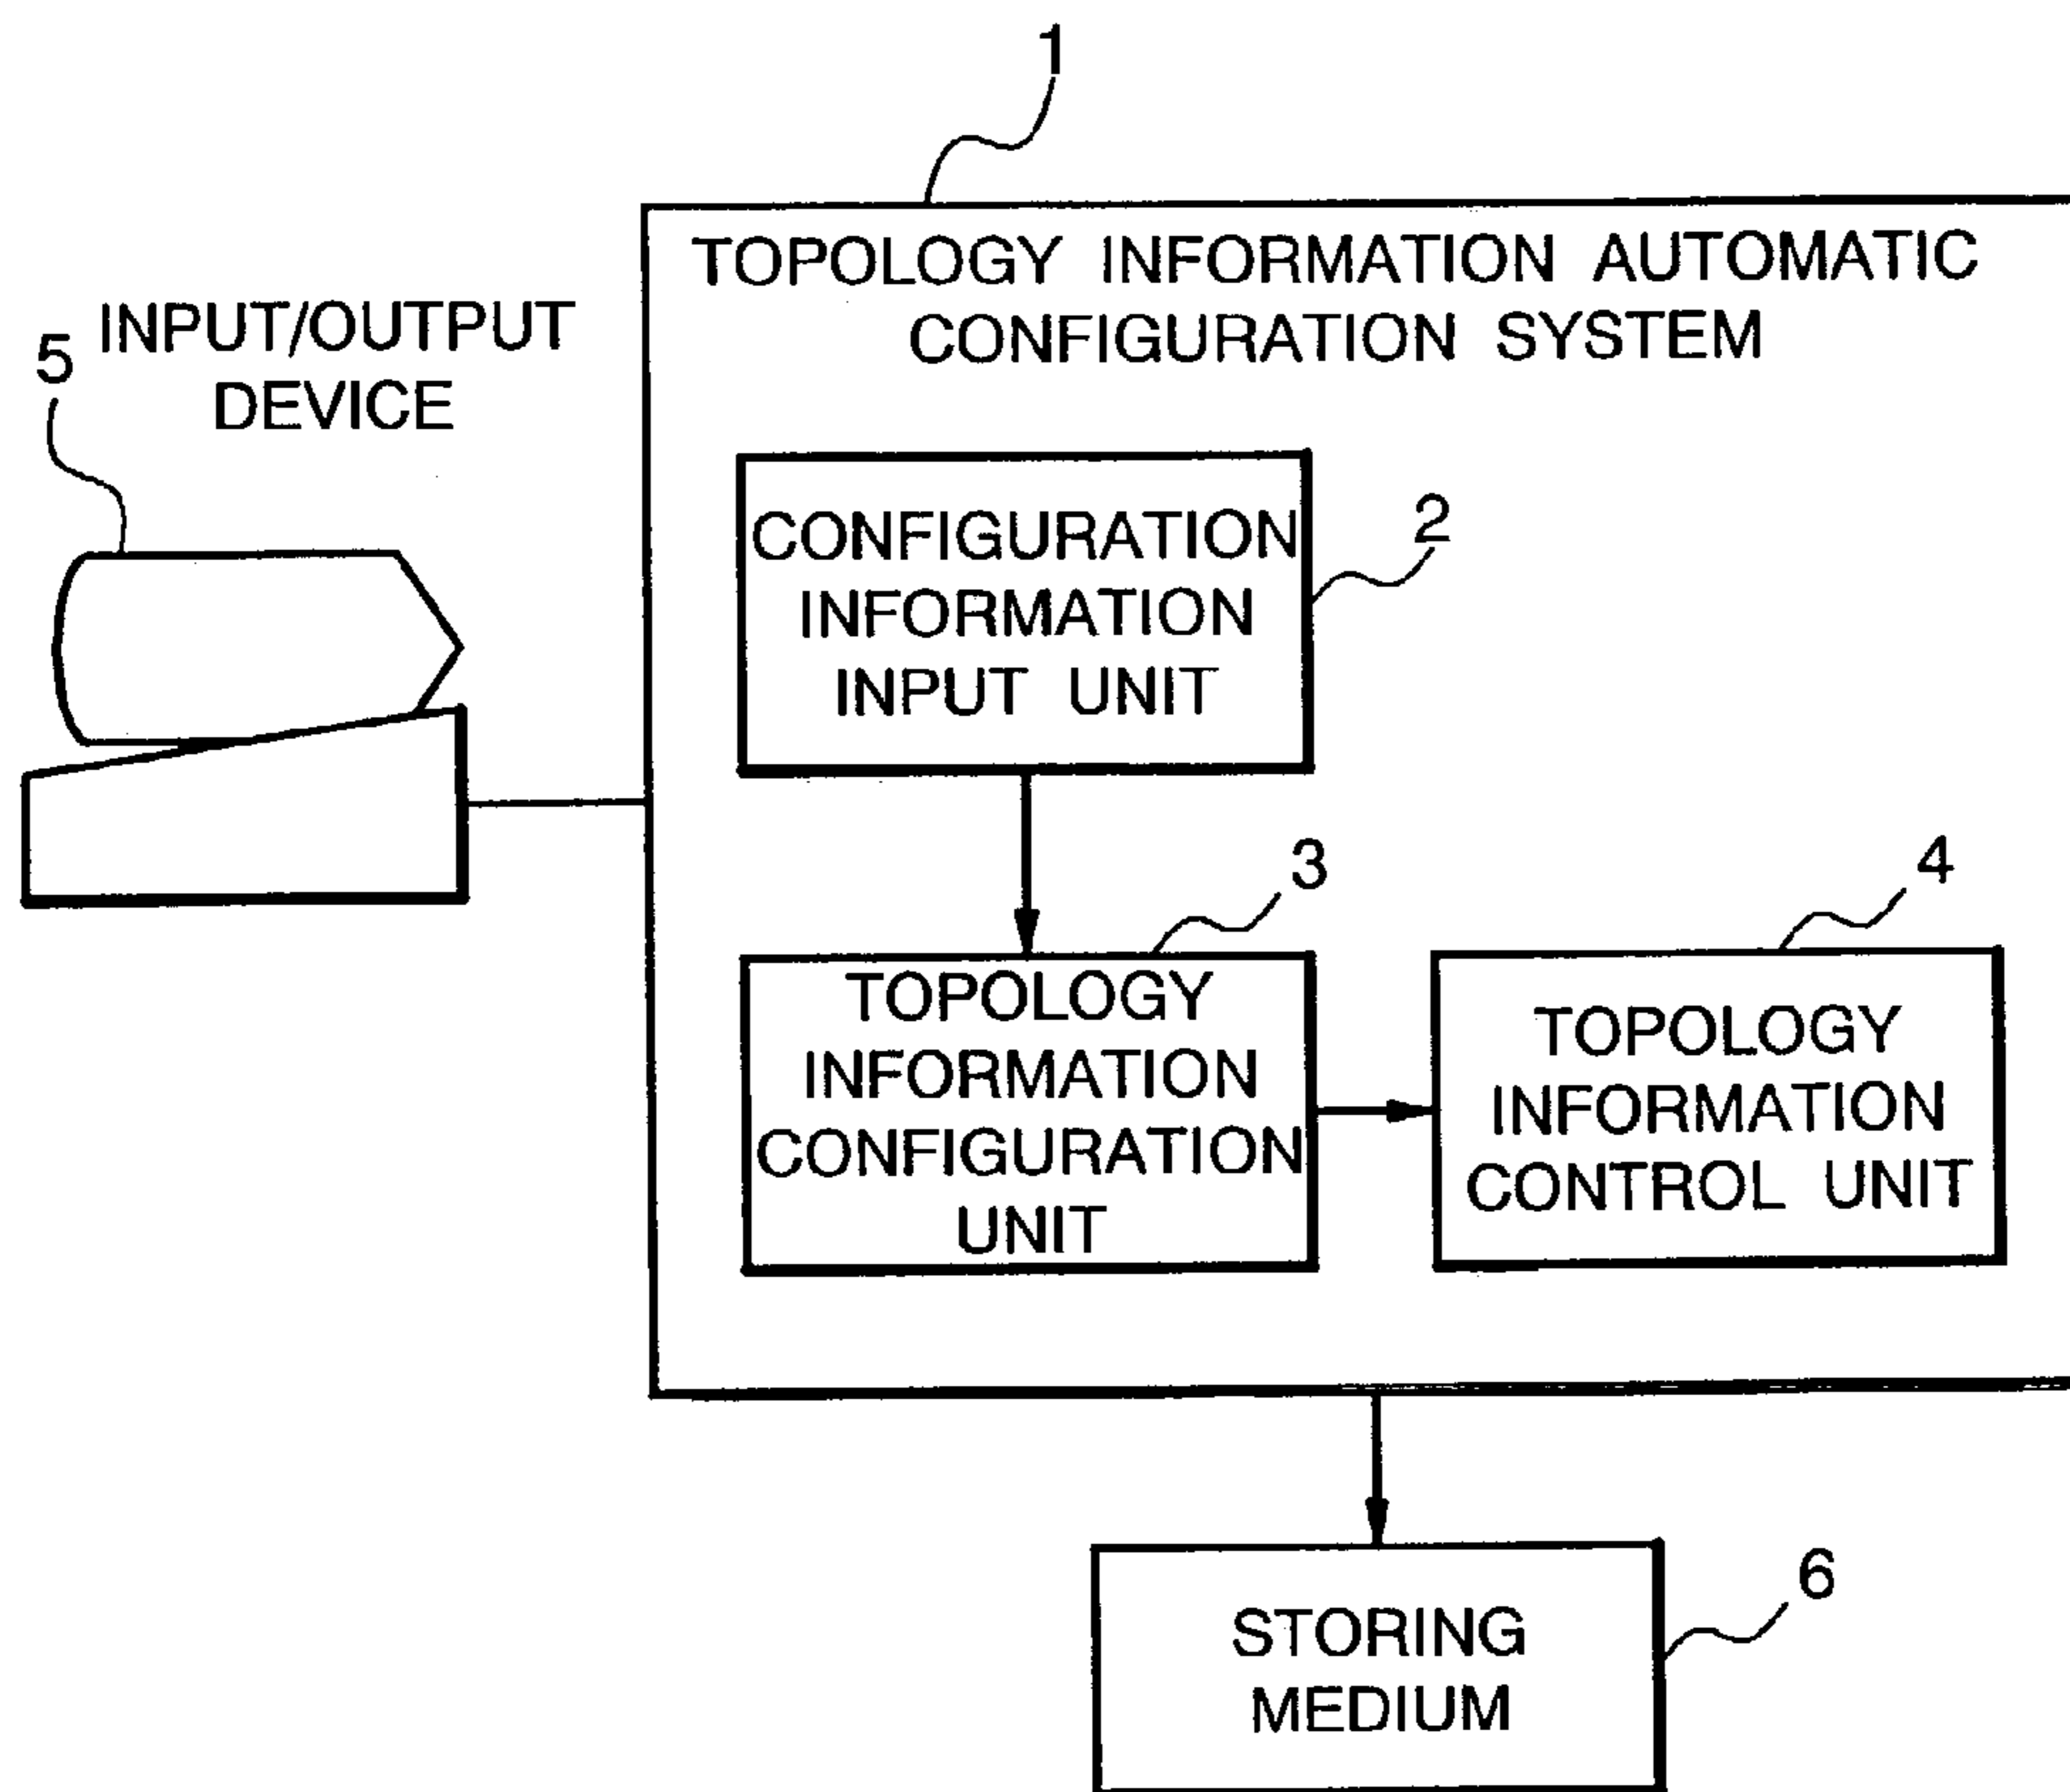 1
TOPOLOGY INFORMATION AUTOMATIC
CONFIGURATION SYSTEM
5
INPUT/OUTPUT
DEVICE
CONFIGURATION
INFORMATION
INPUT UNIT
2
3
TOPOLOGY
INFORMATION
CONFIGURATION
UNIT
4
TOPOLOGY
INFORMATION
CONTROL UNIT
STORING
MEDIUM
6